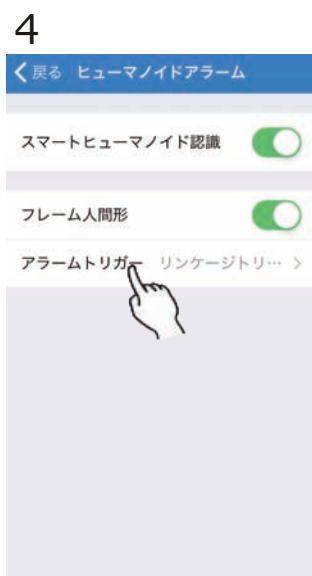 4
戻る ヒューマノイドアラーム
スマートヒューマノイド認識
フレーム人間形
アラームトリガー リンケージトリ…